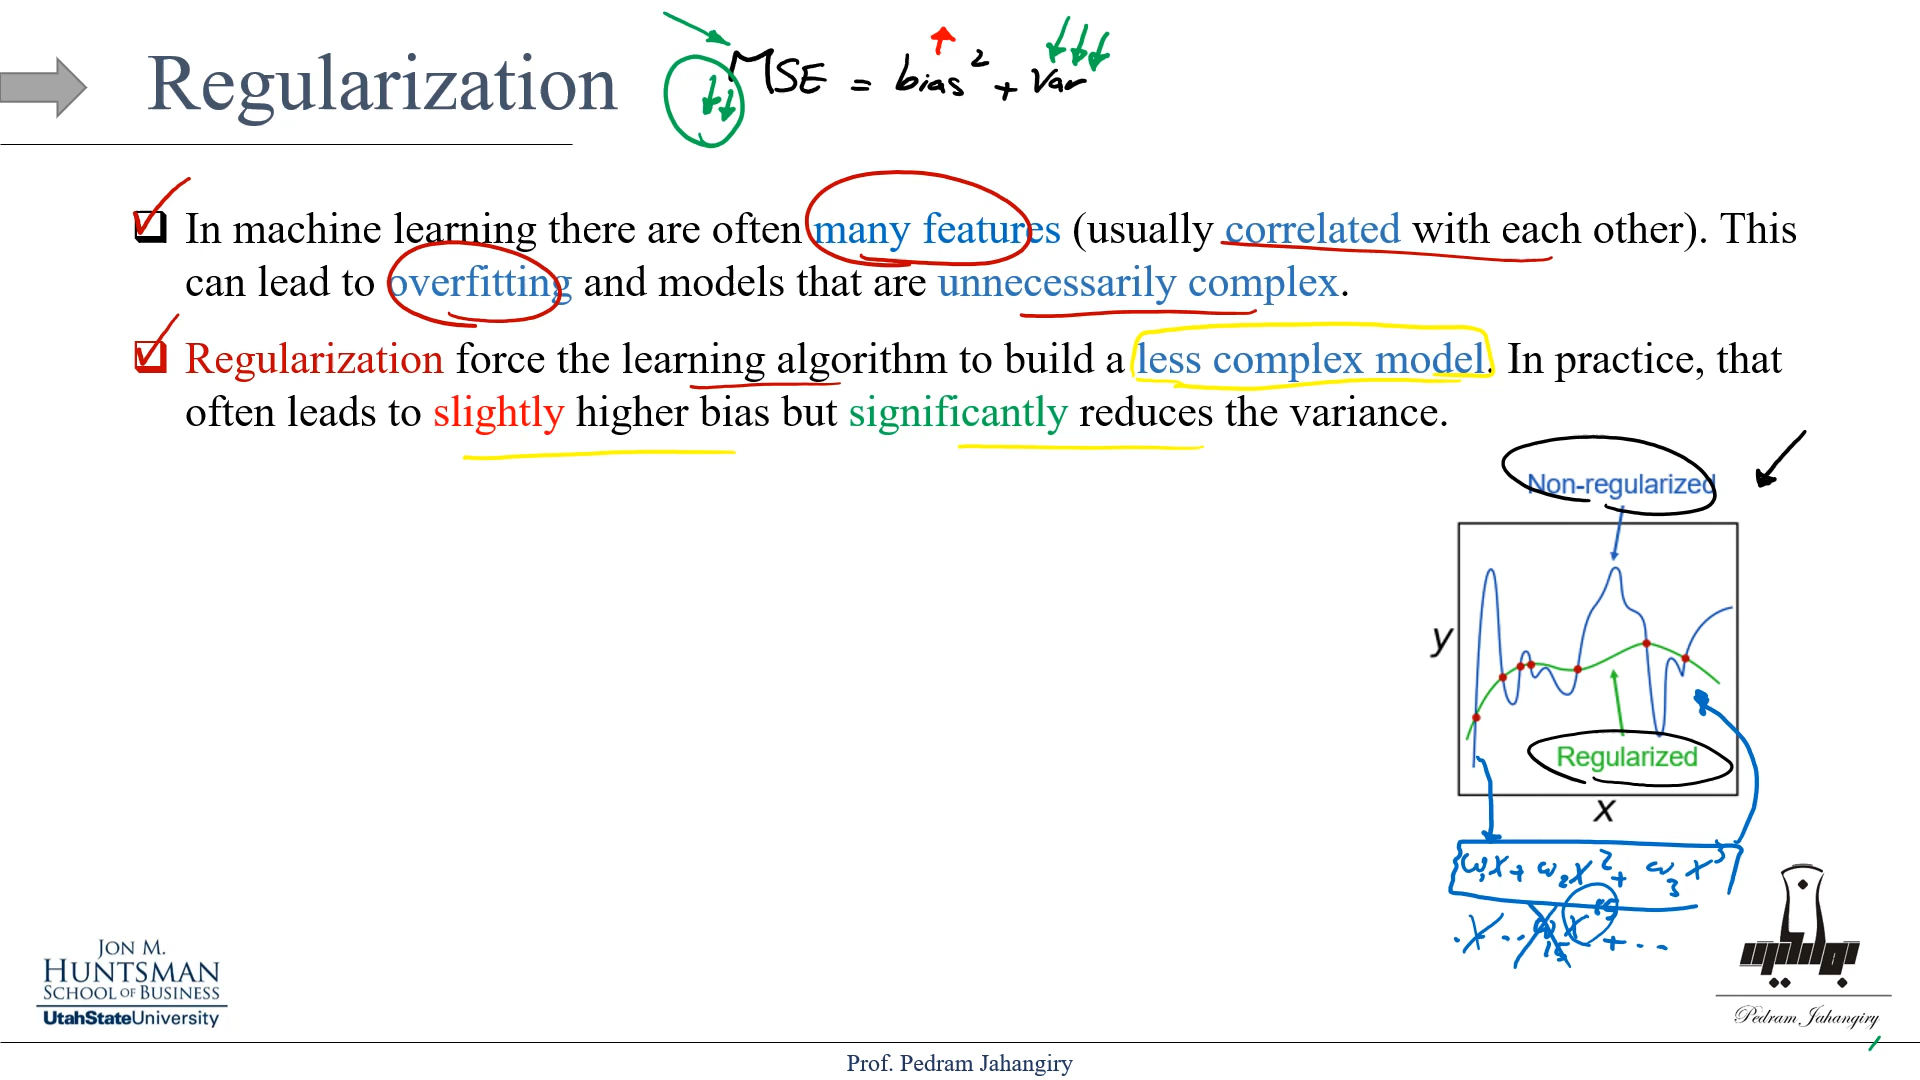 Regularization
MSE = bias² + Var
In machine learning there are often many features (usually correlated with each other). This
can lead to overfitting and models that are unnecessarily complex.
Regularization force the learning algorithm to build a less complex model. In practice, that
often leads to slightly higher bias but significantly reduces the variance.
Non-regularized
y
Regularized
x
ω₁x + ω₂x² + ω₃x³
JON M.
HUNTSMAN
SCHOOL OF BUSINESS
UtahStateUniversity
Pedram Jahangiry
Prof. Pedram Jahangiry